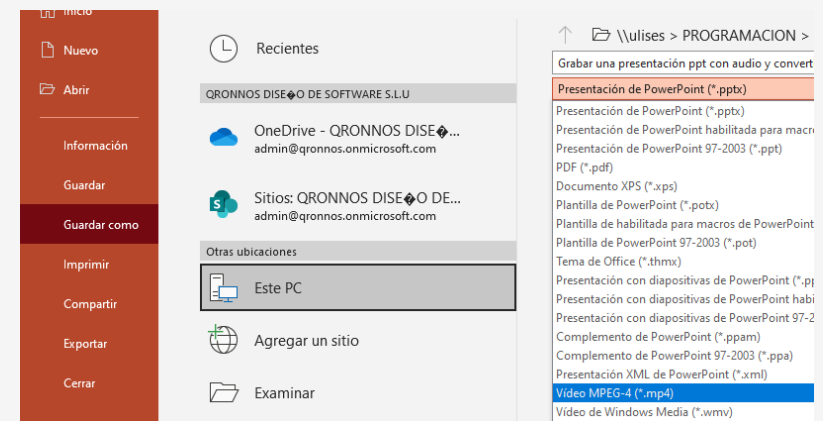 Inicio
Nuevo
Abrir
Información
Guardar
Guardar como
Imprimir
Compartir
Exportar
Cerrar
Recientes
QRONNOS DISE�O DE SOFTWARE S.L.U
OneDrive - QRONNOS DISE�...
admin@qronnos.onmicrosoft.com
Sitios: QRONNOS DISE�O DE...
admin@qronnos.onmicrosoft.com
Otras ubicaciones
Este PC
Agregar un sitio
Examinar
\\ulises > PROGRAMACION >
Grabar una presentación ppt con audio y convert
Presentación de PowerPoint (*.pptx)
Presentación de PowerPoint (*.pptx)
Presentación de PowerPoint habilitada para macr
Presentación de PowerPoint 97-2003 (*.ppt)
PDF (*.pdf)
Documento XPS (*.xps)
Plantilla de PowerPoint (*.potx)
Plantilla de habilitada para macros de PowerPoint
Plantilla de PowerPoint 97-2003 (*.pot)
Tema de Office (*.thmx)
Presentación con diapositivas de PowerPoint (*.pp
Presentación con diapositivas de PowerPoint habi
Presentación con diapositivas de PowerPoint 97-2
Complemento de PowerPoint (*.ppam)
Complemento de PowerPoint 97-2003 (*.ppa)
Presentación XML de PowerPoint (*.xml)
Vídeo MPEG-4 (*.mp4)
Vídeo de Windows Media (*.wmv)